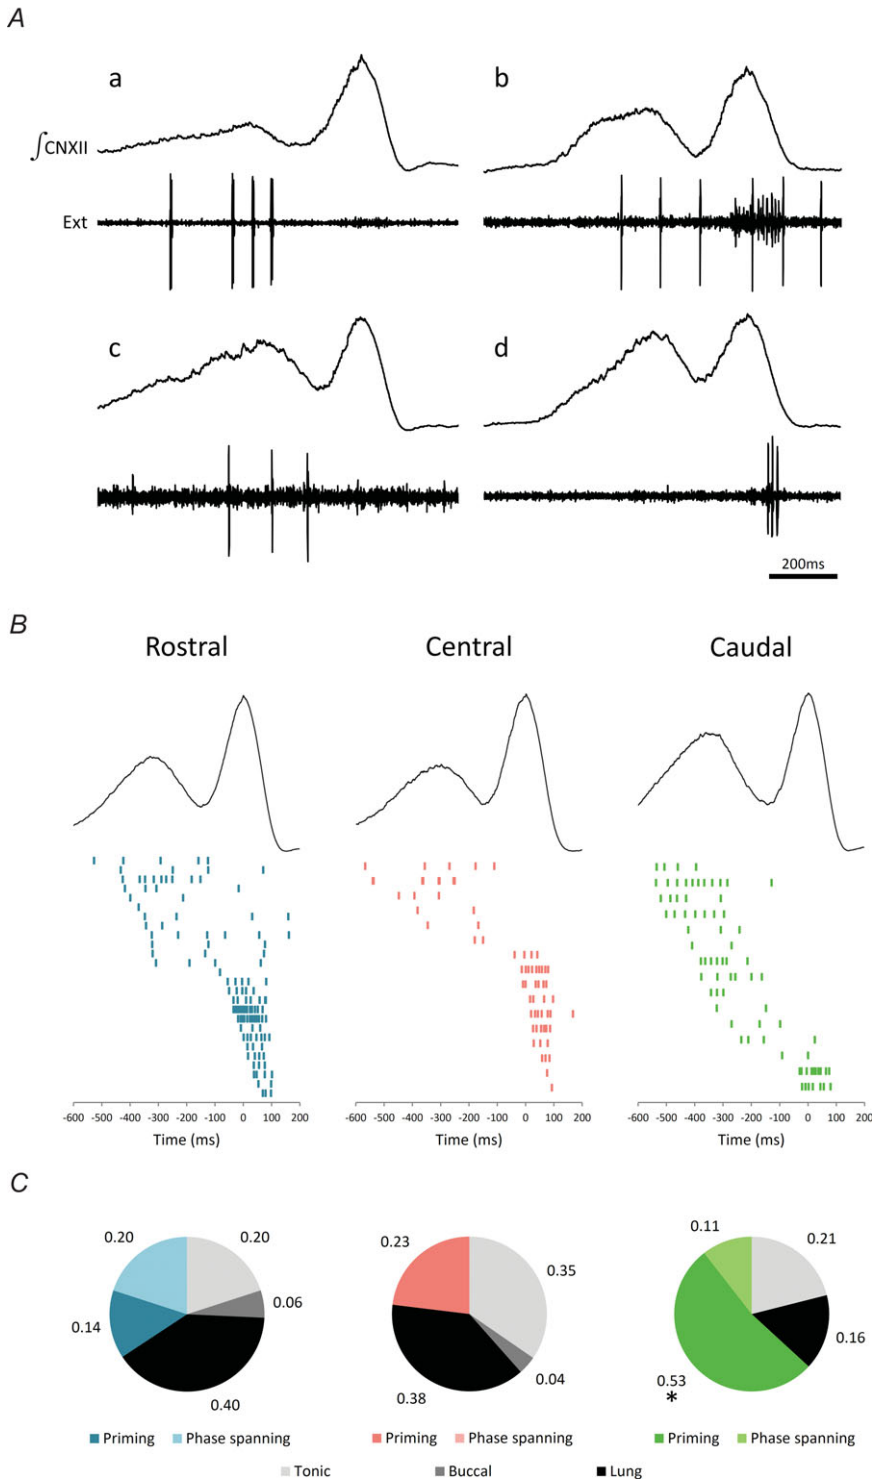 A
a b
∫CNXII
Ext
c d
200ms
B
Rostral Central Caudal
-600 -500 -400 -300 -200 -100 0 100 200 -600 -500 -400 -300 -200 -100 0 100 200 -600 -500 -400 -300 -200 -100 0 100 200
Time (ms) Time (ms) Time (ms)
C
0.20 0.20 0.23 0.35 0.11 0.21
0.14 0.06 0.04 0.16
0.40 0.38 0.53
*
Priming Phase spanning Priming Phase spanning Priming Phase spanning
Tonic Buccal Lung